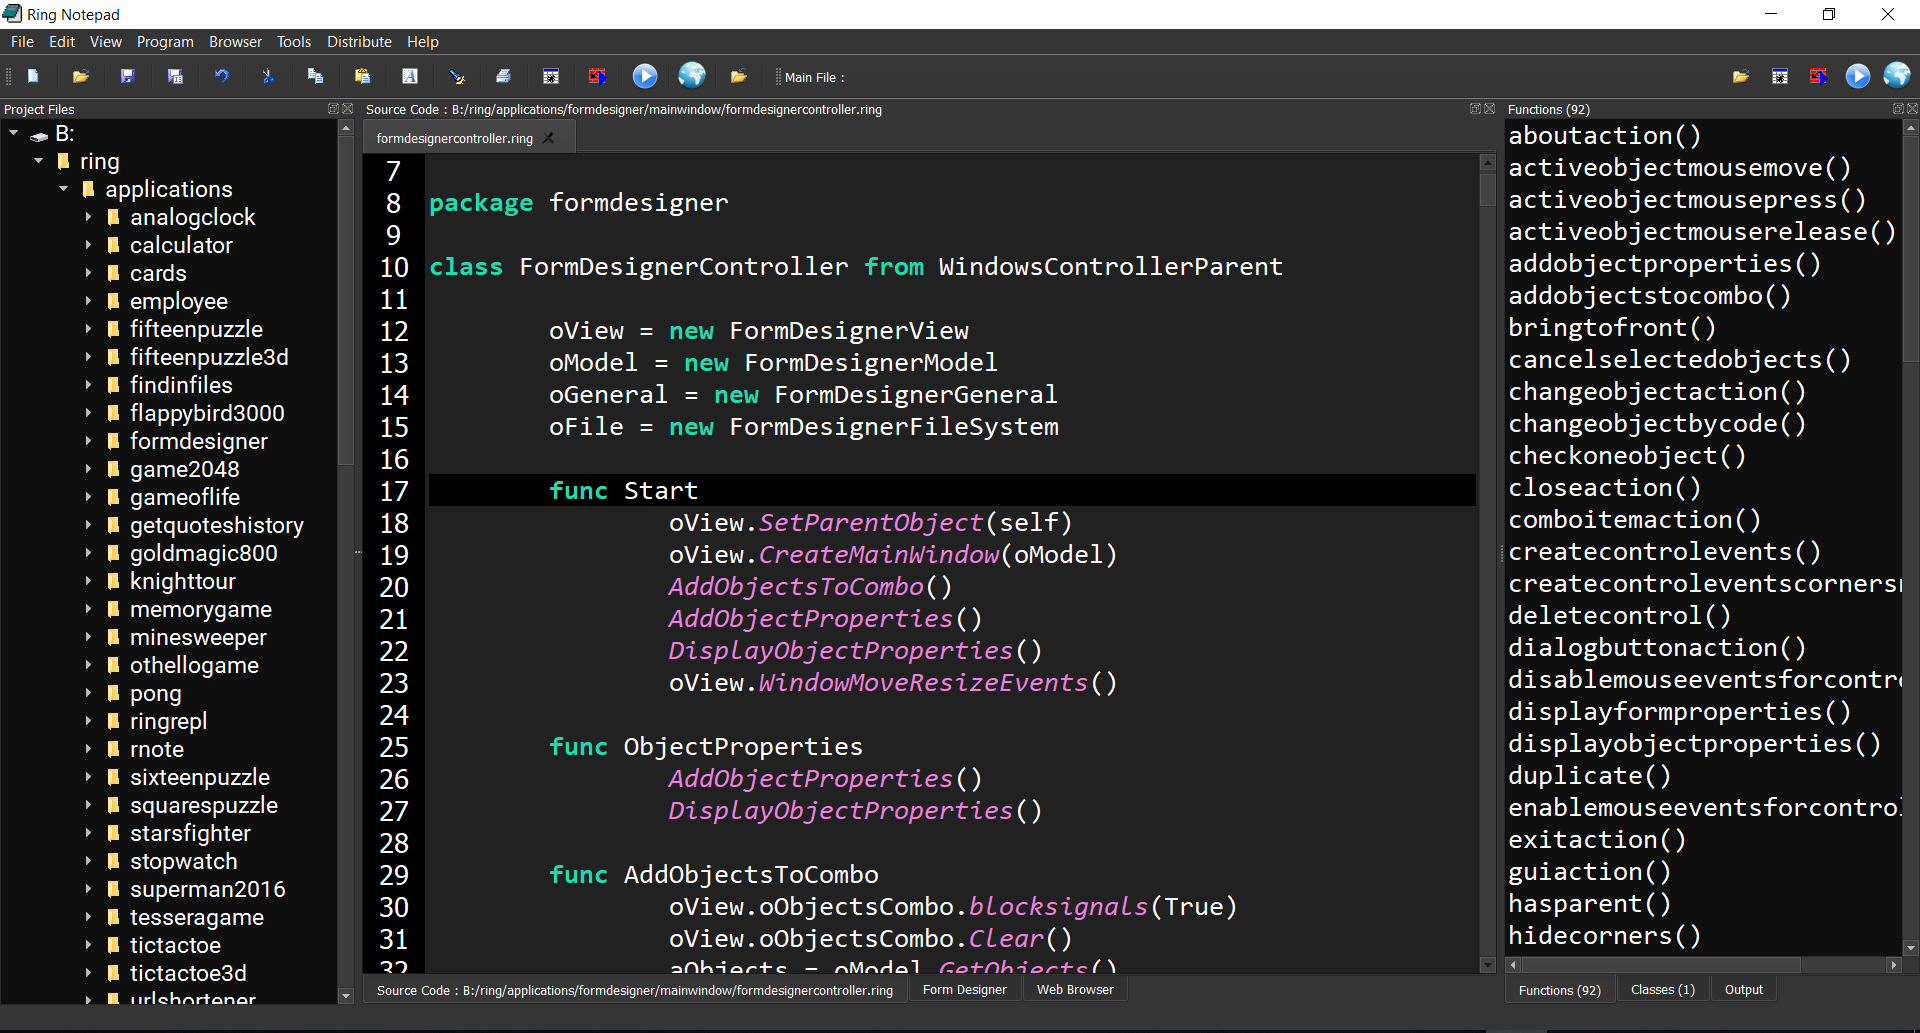 Ring Notepad
File Edit View Program Browser Tools Distribute Help
Main File :
Project Files
B:
ring
applications
analogclock
calculator
cards
employee
fifteenpuzzle
fifteenpuzzle3d
findinfiles
flappybird3000
formdesigner
game2048
gameoflife
getquoteshistory
goldmagic800
knighttour
memorygame
minesweeper
othellogame
pong
ringrepl
rnote
sixteenpuzzle
squarespuzzle
starsfighter
stopwatch
superman2016
tesseragame
tictactoe
tictactoe3d
urlshortener
Source Code : B:/ring/applications/formdesigner/mainwindow/formdesignercontroller.ring
formdesignercontroller.ring
7
8 package formdesigner
9
10 class FormDesignerController from WindowsControllerParent
11
12 oView = new FormDesignerView
13 oModel = new FormDesignerModel
14 oGeneral = new FormDesignerGeneral
15 oFile = new FormDesignerFileSystem
16
17 func Start
18 oView.SetParentObject(self)
19 oView.CreateMainWindow(oModel)
20 AddObjectsToCombo()
21 AddObjectProperties()
22 DisplayObjectProperties()
23 oView.WindowMoveResizeEvents()
24
25 func ObjectProperties
26 AddObjectProperties()
27 DisplayObjectProperties()
28
29 func AddObjectsToCombo
30 oView.oObjectsCombo.blocksignals(True)
31 oView.oObjectsCombo.Clear()
32 aObjects = oModel.GetObjects()
Source Code : B:/ring/applications/formdesigner/mainwindow/formdesignercontroller.ring Form Designer Web Browser
Functions (92)
aboutaction()
activeobjectmousemove()
activeobjectmousepress()
activeobjectmouserelease()
addobjectproperties()
addobjectstocombo()
bringtofront()
cancelselectedobjects()
changeobjectaction()
changeobjectbycode()
checkoneobject()
closeaction()
comboitemaction()
createcontrolevents()
createcontroleventscorners
deletecontrol()
dialogbuttonaction()
disablemouseeventsforcontr
displayformproperties()
displayobjectproperties()
duplicate()
enablemouseeventsforcontro
exitaction()
guiaction()
hasparent()
hidecorners()
Functions (92) Classes (1) Output